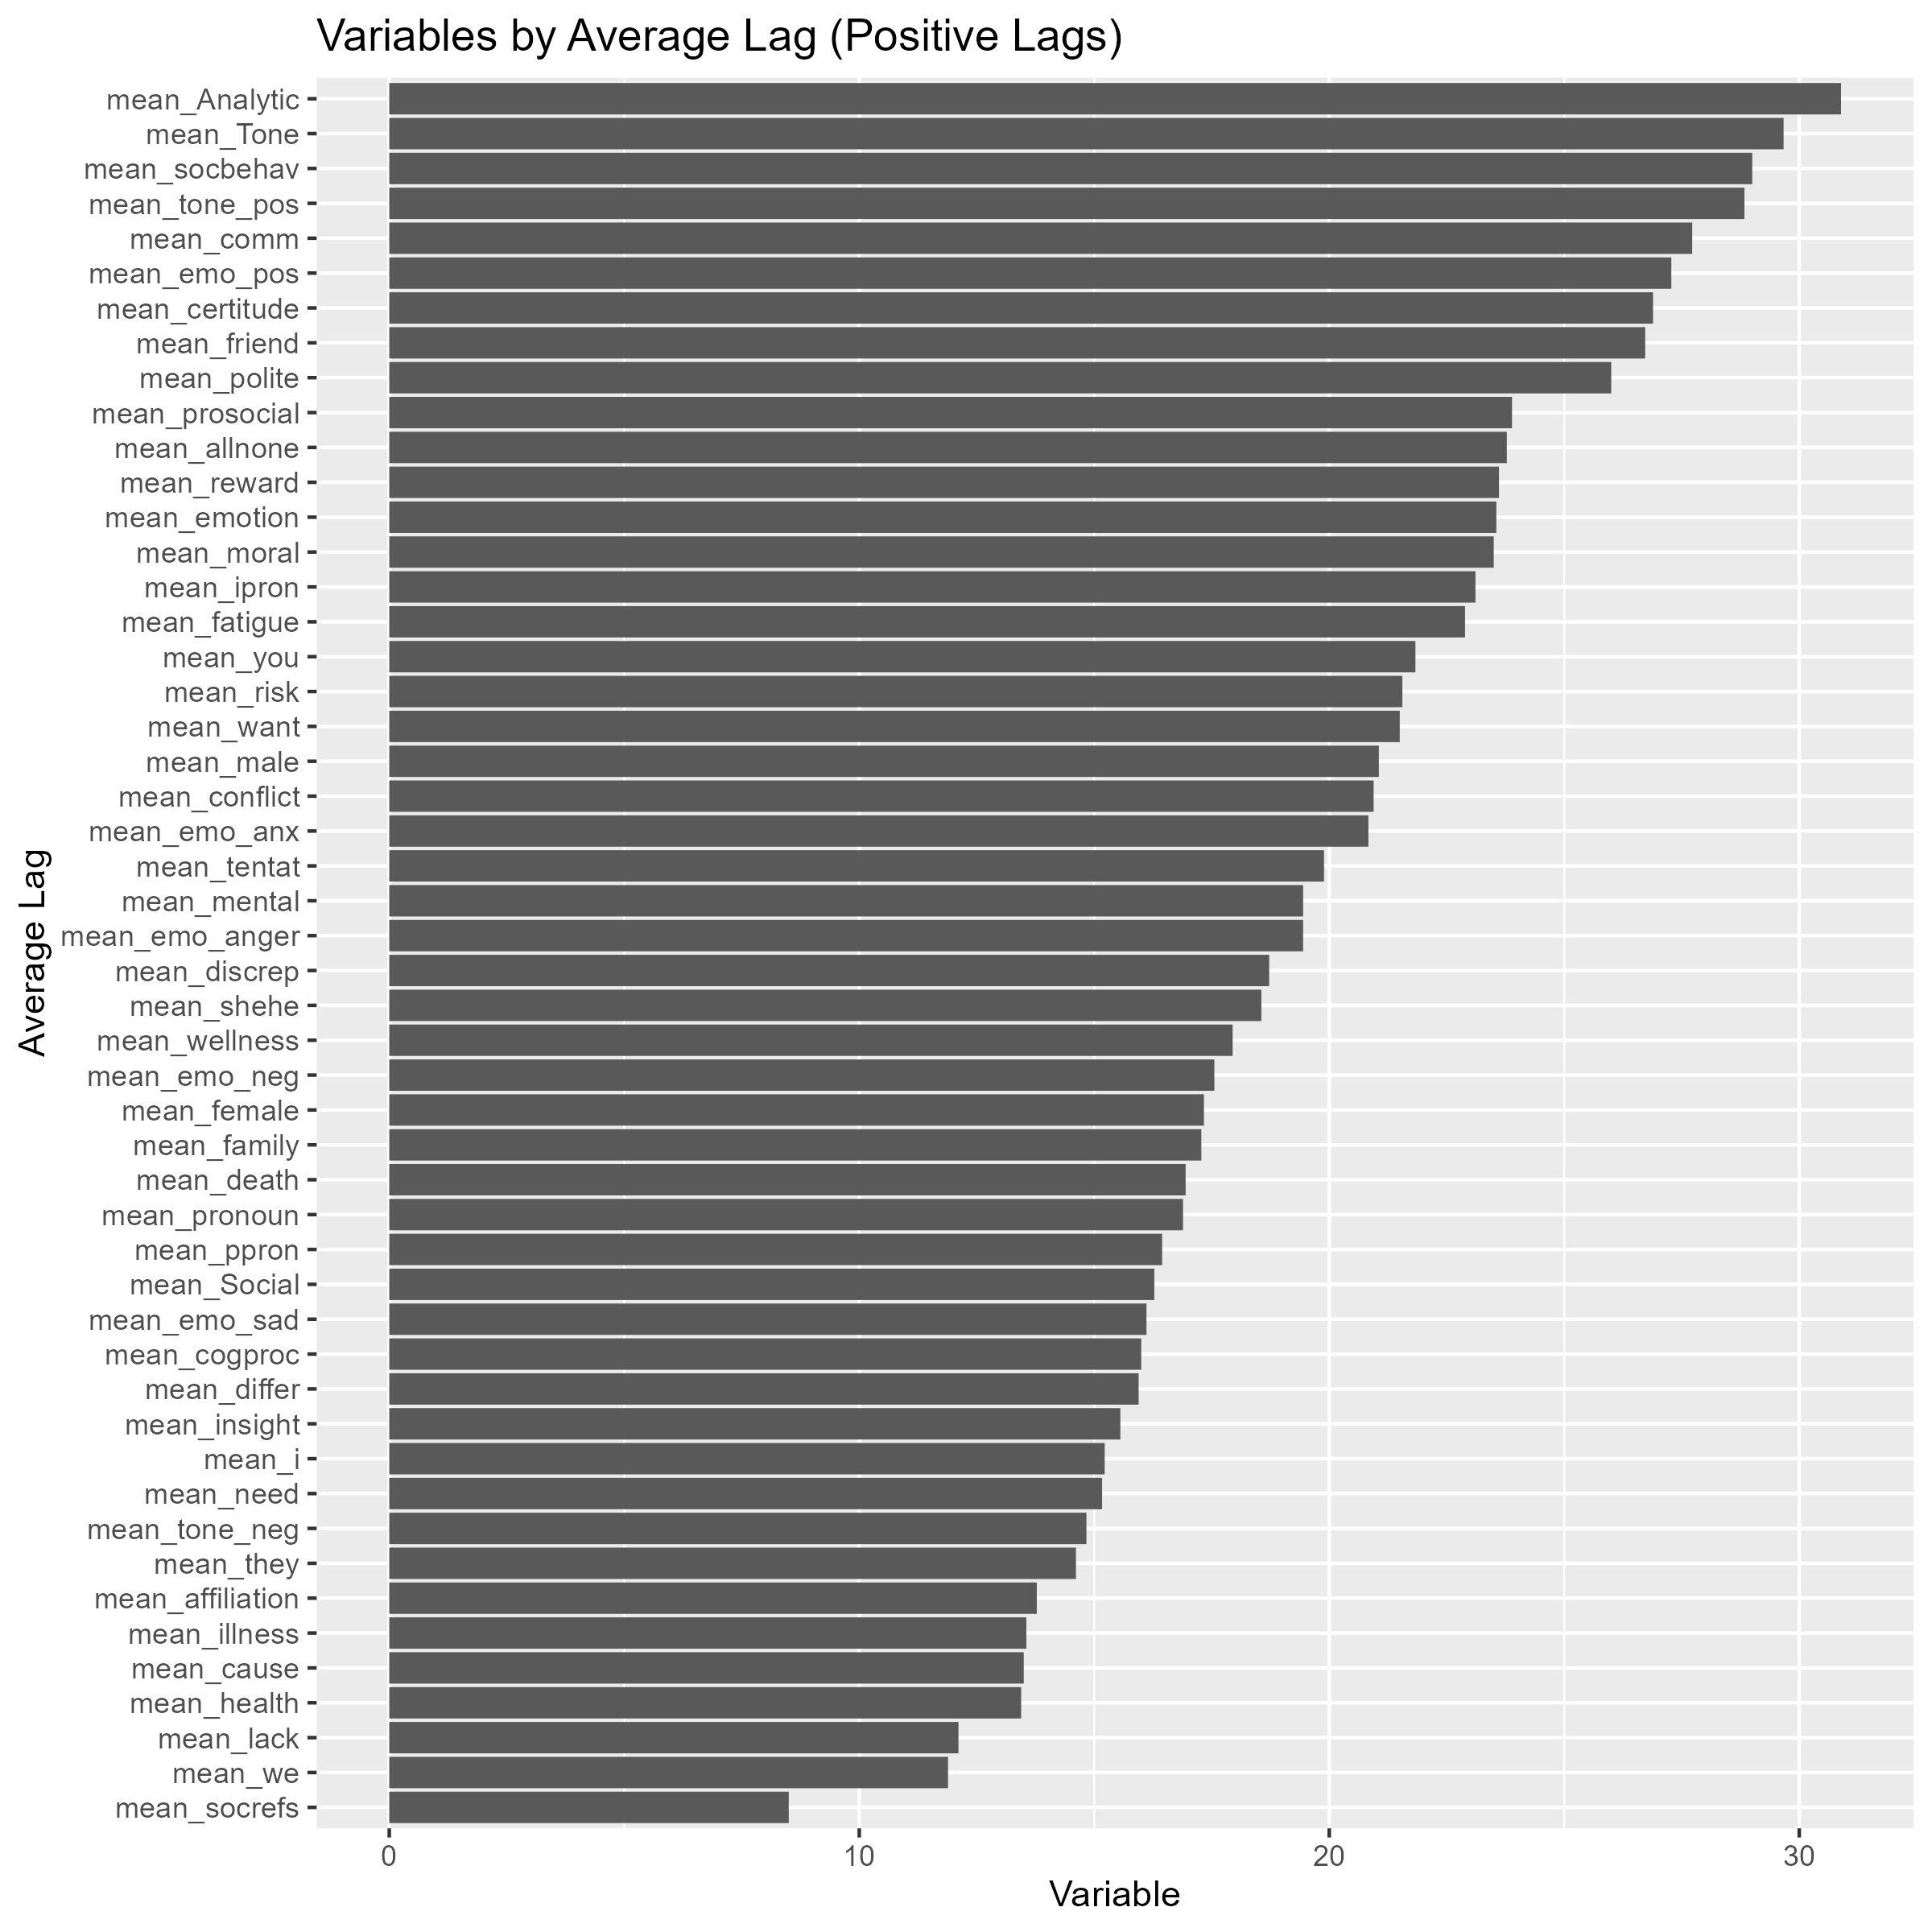 Variables by Average Lag (Positive Lags)
mean_Analytic
mean_Tone
mean_socbehav
mean_tone_pos
mean_comm
mean_emo_pos
mean_certitude
mean_friend
mean_polite
mean_prosocial
mean_allnone
mean_reward
mean_emotion
mean_moral
mean_ipron
mean_fatigue
mean_you
mean_risk
mean_want
mean_male
mean_conflict
mean_emo_anx
mean_tentat
mean_mental
mean_emo_anger
mean_discrep
mean_shehe
mean_wellness
mean_emo_neg
mean_female
mean_family
mean_death
mean_pronoun
mean_ppron
mean_Social
mean_emo_sad
mean_cogproc
mean_differ
mean_insight
mean_i
mean_need
mean_tone_neg
mean_they
mean_affiliation
mean_illness
mean_cause
mean_health
mean_lack
mean_we
mean_socrefs
Average Lag
0 10 20 30
Variable